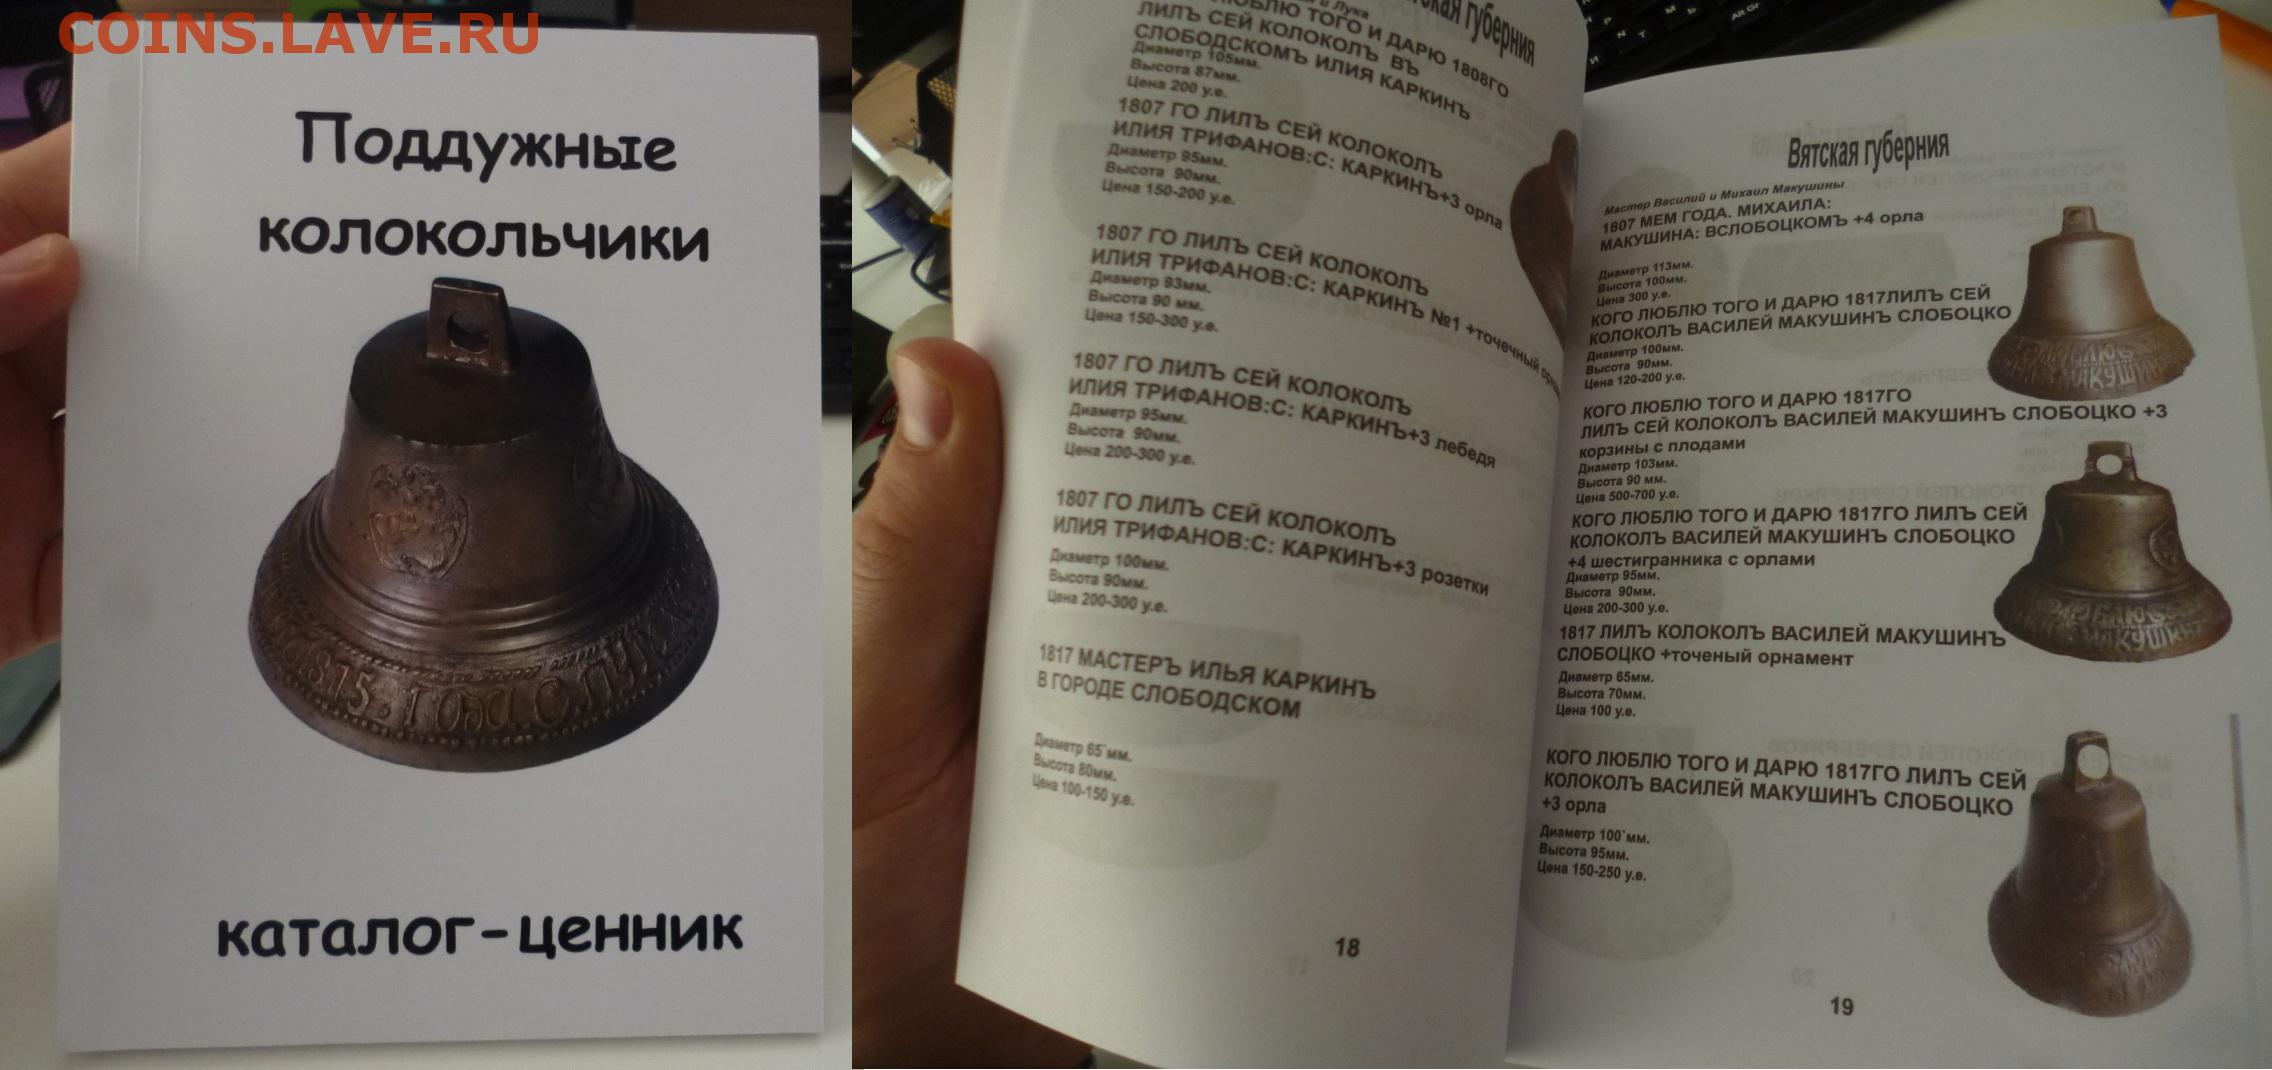 COINS.LAVE.RU
Поддужные
колокольчики
1815. ГОДА.
каталог-ценник
и Лука
губерния
ТОГО И ДАРЮ 1808ГО
ЛИЛЪ СЕЙ КОЛОКОЛЪ ВЪ
СЛОБОДСКОМЪ ИЛИЯ КАРКИНЪ
Диаметр 105мм.
Высота 87мм.
Цена 200 у.е.
1807 ГО ЛИЛЪ СЕЙ КОЛОКОЛЪ
ИЛИЯ ТРИФАНОВ:С: КАРКИНЪ+3 орла
Диаметр 95мм.
Высота 90мм.
Цена 150-200 у.е.
1807 ГО ЛИЛЪ СЕЙ КОЛОКОЛЪ
ИЛИЯ ТРИФАНОВ:С: КАРКИНЪ №1 +точечный
Диаметр 93мм.
Высота 90 мм.
Цена 150-300 у.е.
1807 ГО ЛИЛЪ СЕЙ КОЛОКОЛЪ
ИЛИЯ ТРИФАНОВ:С: КАРКИНЪ+3 лебедя
Диаметр 95мм.
Высота 90мм.
Цена 200-300 у.е.
1807 ГО ЛИЛЪ СЕЙ КОЛОКОЛЪ
ИЛИЯ ТРИФАНОВ:С: КАРКИНЪ+3 розетки
Диаметр 100мм.
Высота 90мм.
Цена 200-300 у.е.
1817 МАСТЕРЪ ИЛЬЯ КАРКИНЪ
В ГОРОДЕ СЛОБОДСКОМ
Диаметр 65`мм.
Высота 80мм.
Цена 100-150 у.е.
18
Вятская губерния
Мастер Василий и Михаил Макушины
1807 МЕМ ГОДА. МИХАИЛА:
МАКУШИНА: ВСЛОБОЦКОМЪ +4 орла
Диаметр 113мм.
Высота 100мм.
Цена 300 у.е.
КОГО ЛЮБЛЮ ТОГО И ДАРЮ 1817ЛИЛЪ СЕЙ
КОЛОКОЛЪ ВАСИЛЕЙ МАКУШИНЪ СЛОБОЦКО
Диаметр 100мм.
Высота 90мм.
Цена 120-200 у.е.
КОГО ЛЮБЛЮ ТОГО И ДАРЮ 1817ГО
ЛИЛЪ СЕЙ КОЛОКОЛЪ ВАСИЛЕЙ МАКУШИНЪ СЛОБОЦКО +3
корзины с плодами
Диаметр 103мм.
Высота 90 мм.
Цена 500-700 у.е.
КОГО ЛЮБЛЮ ТОГО И ДАРЮ 1817ГО ЛИЛЪ СЕЙ
КОЛОКОЛЪ ВАСИЛЕЙ МАКУШИНЪ СЛОБОЦКО
+4 шестигранника с орлами
Диаметр 95мм.
Высота 90мм.
Цена 200-300 у.е.
1817 ЛИЛЪ КОЛОКОЛЪ ВАСИЛЕЙ МАКУШИНЪ
СЛОБОЦКО +точеный орнамент
Диаметр 65мм.
Высота 70мм.
Цена 100 у.е.
КОГО ЛЮБЛЮ ТОГО И ДАРЮ 1817ГО ЛИЛЪ СЕЙ
КОЛОКОЛЪ ВАСИЛЕЙ МАКУШИНЪ СЛОБОЦКО
+3 орла
Диаметр 100`мм.
Высота 95мм.
Цена 150-250 у.е.
19